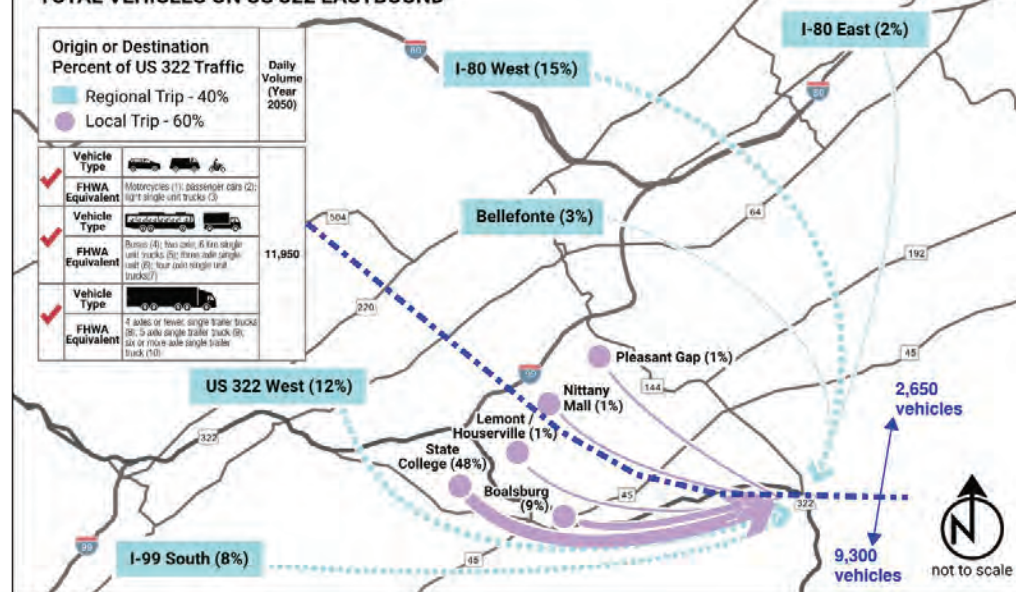 TOTAL VEHICLES ON US 322 EASTBOUND
Origin or Destination
Percent of US 322 Traffic
Regional Trip - 40%
Local Trip - 60%
Daily
Volume
(Year
2050)
Vehicle
Type
FHWA
Equivalent
Motorcycles (1); passenger cars (2);
light single unit trucks (3)
Vehicle
Type
FHWA
Equivalent
Buses (4); two axle, 6 tire single
unit trucks (5); three axle single
unit (6); four axle single unit
trucks(7)
Vehicle
Type
FHWA
Equivalent
4 axles or fewer, single trailer trucks
(8); 5 axle single trailer truck (9);
six or more axle single trailer
truck (10)
11,950
I-80 East (2%)
I-80 West (15%)
80
80
Bellefonte (3%)
504
64
192
220
45
Pleasant Gap (1%)
99
144
US 322 West (12%)
Nittany
Mall (1%)
Lemont /
Houserville (1%)
State
College (48%)
Boalsburg
(9%)
322
45
322
2,650
vehicles
99
I-99 South (8%)
45
9,300
vehicles
N
not to scale